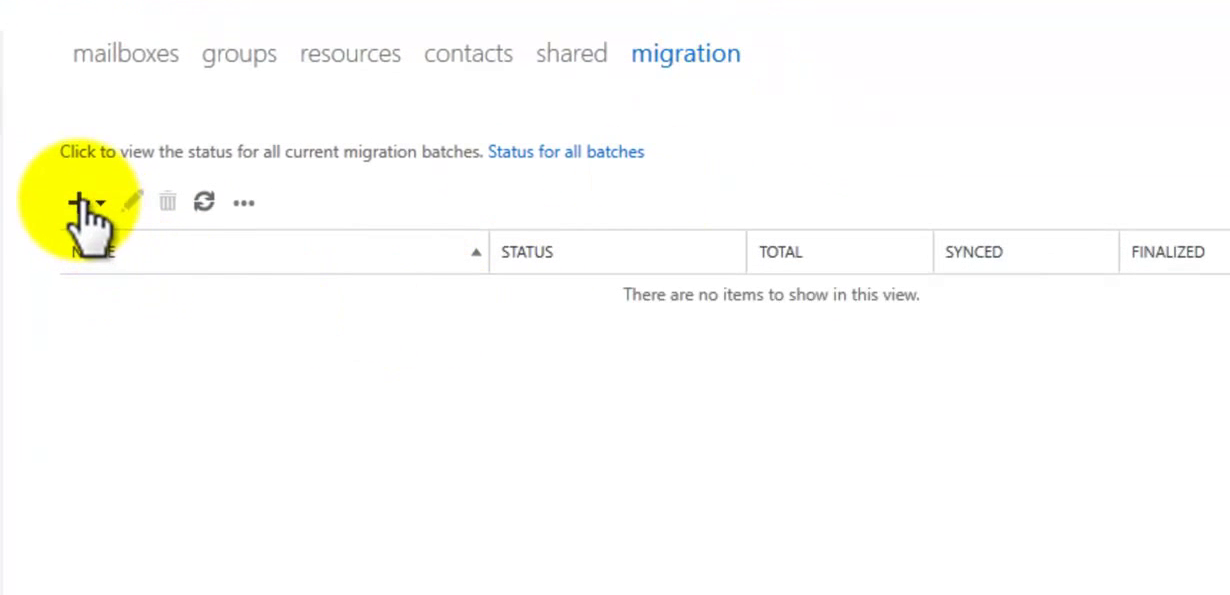 mailboxes groups resources contacts shared migration
Click to view the status for all current migration batches. Status for all batches
STATUS TOTAL SYNCED FINALIZED
There are no items to show in this view.